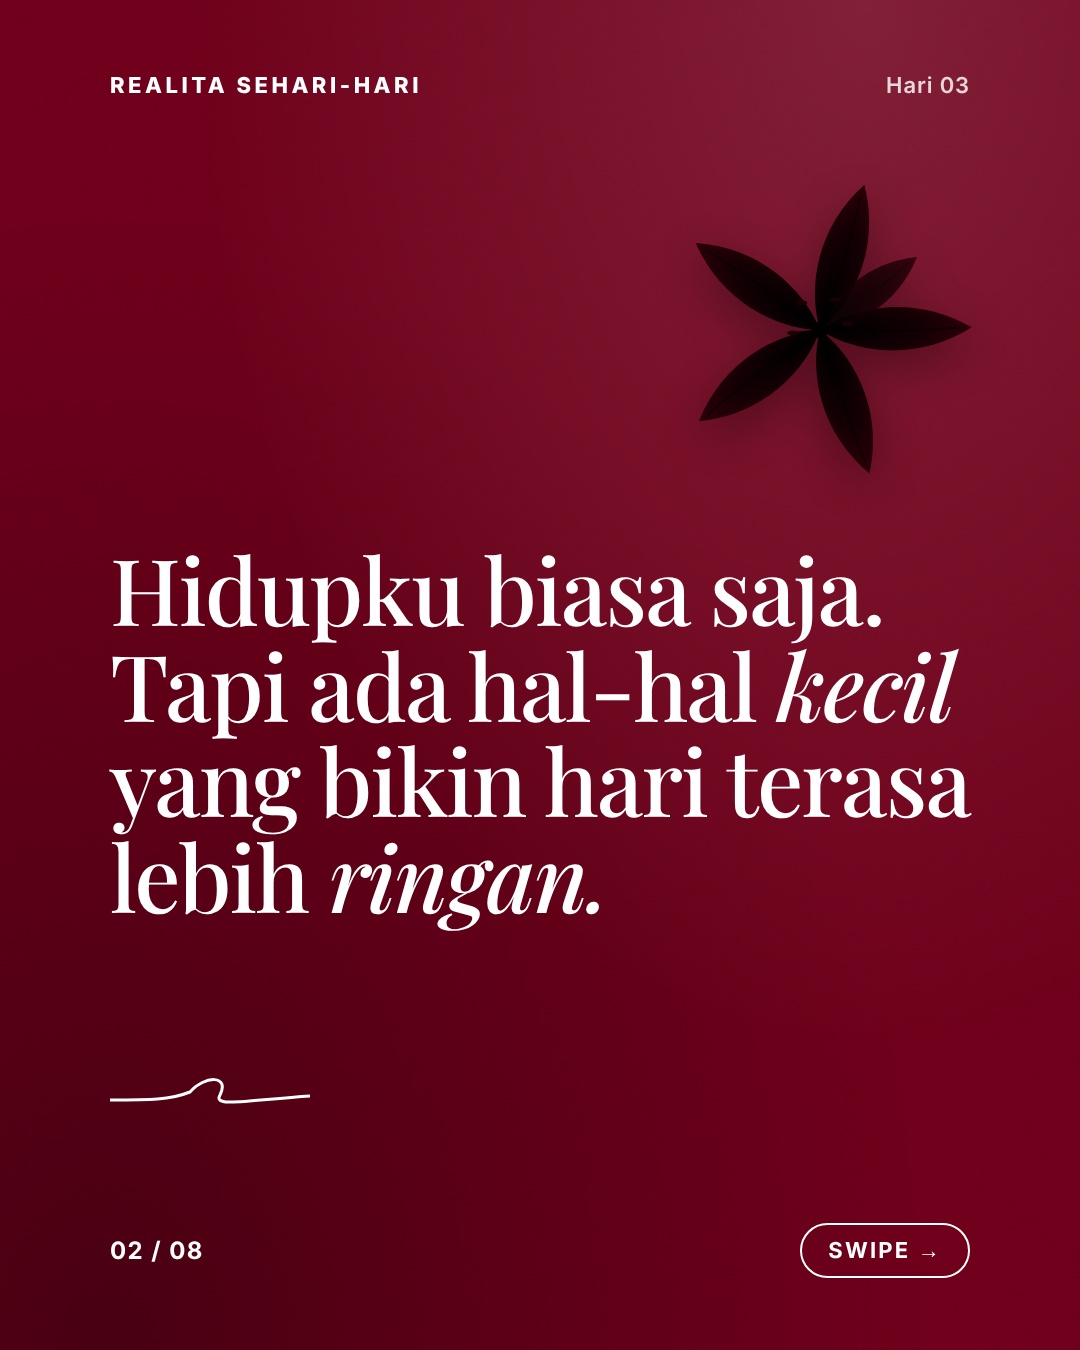 REALITA SEHARI-HARI
Hari 03
Hidupku biasa saja.
Tapi ada hal-hal kecil
yang bikin hari terasa
lebih ringan.
02 / 08
SWIPE →